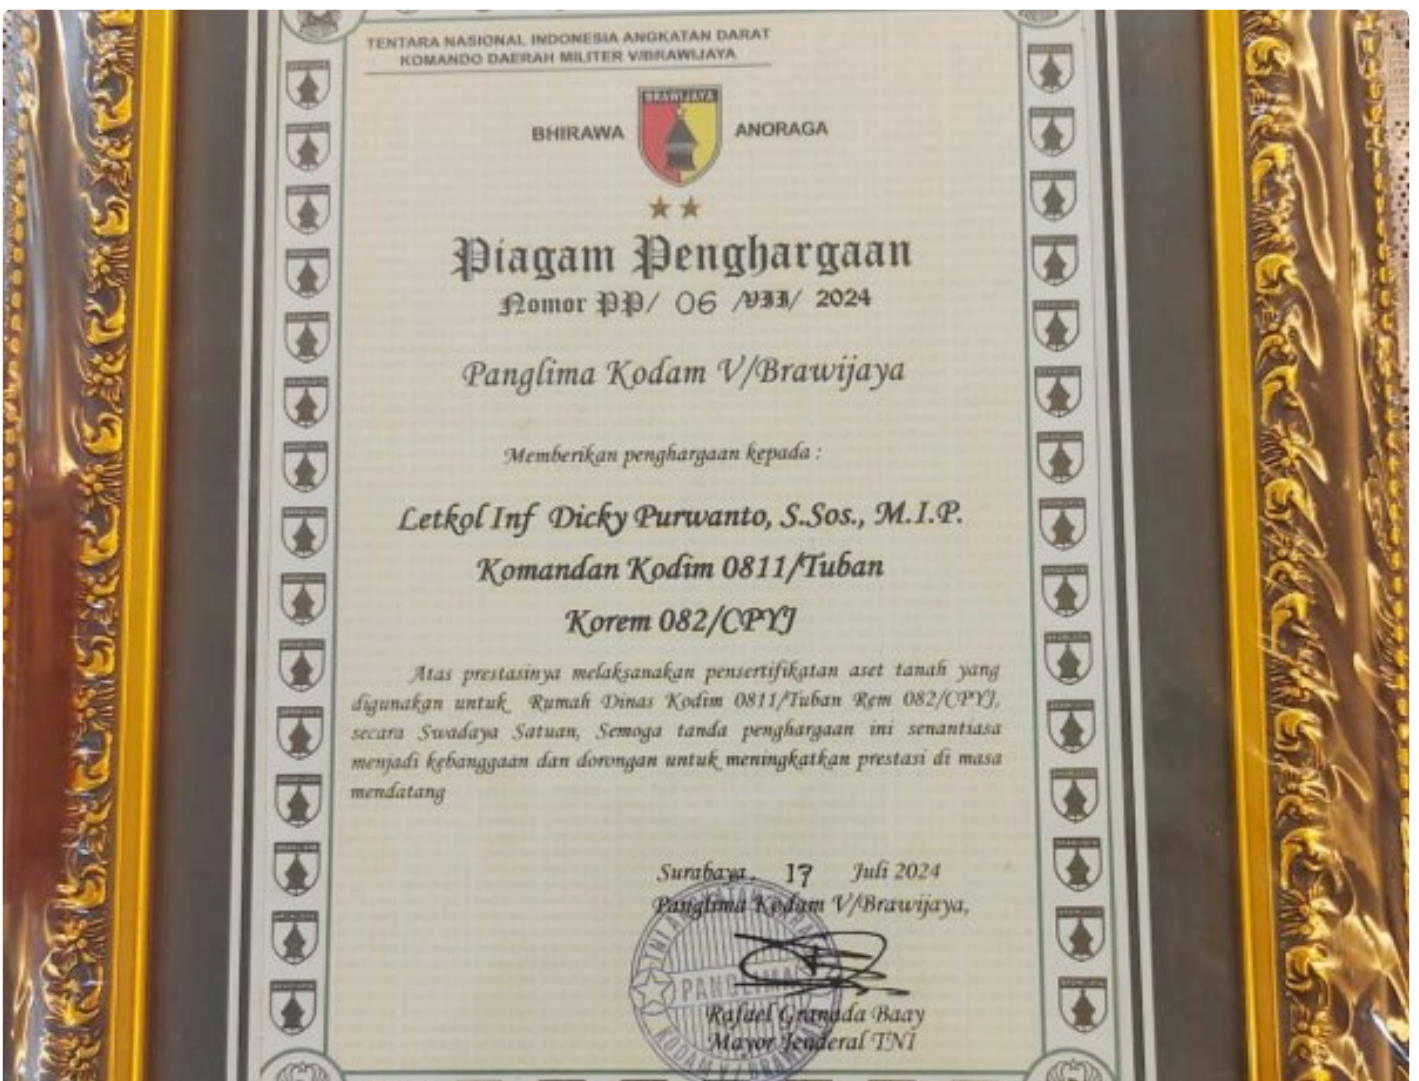 TENTARA NASIONAL INDONESIA ANGKATAN DARAT
KOMANDO DAERAH MILITER V/BRAWIJAYA
BRAWIJAYA
BHIRAWA ANORAGA
Piagam Penghargaan
Nomor PP/ 06 /VII/ 2024
Panglima Kodam V/Brawijaya
Memberikan penghargaan kepada :
Letkol Inf Dicky Purwanto, S.Sos., M.I.P.
Komandan Kodim 0811/Tuban
Korem 082/CPYJ
Atas prestasinya melaksanakan pensertifikatan aset tanah yang
digunakan untuk Rumah Dinas Kodim 0811/Tuban Rem 082/CPYJ,
secara Swadaya Satuan, Semoga tanda penghargaan ini senantiasa
menjadi kebanggaan dan dorongan untuk meningkatkan prestasi di masa
mendatang
Surabaya, 17 Juli 2024
Panglima Kodam V/Brawijaya,
PANGLIMA
KODAM V/BRAWIJAYA
Rafael Granada Baay
Mayor Jenderal TNI